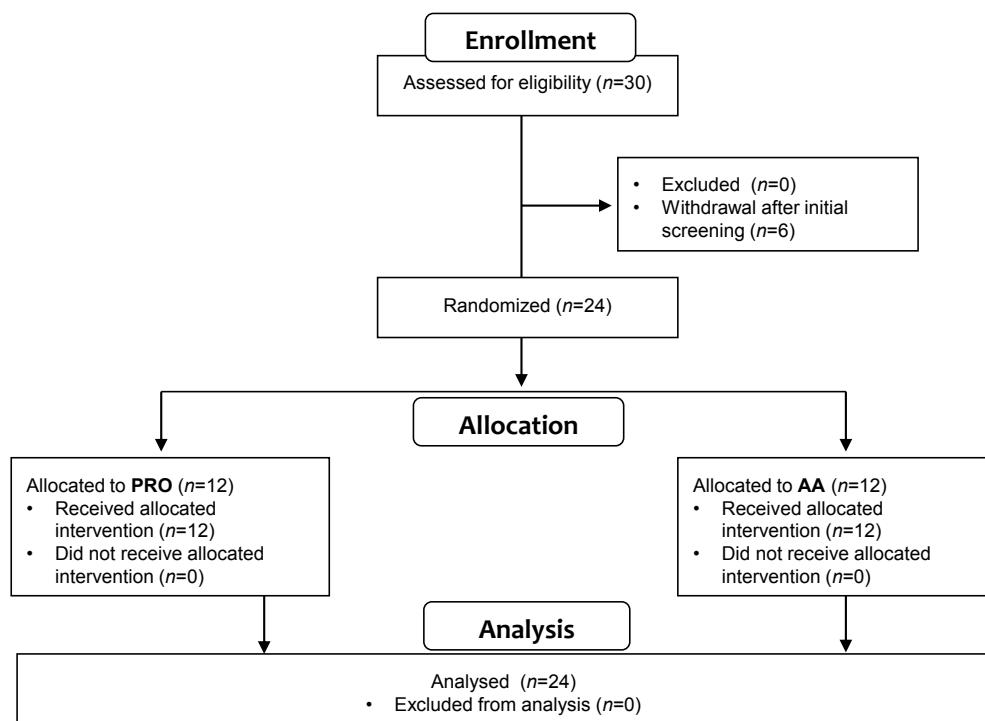 Enrollment
Assessed for eligibility (n=30)
• Excluded (n=0)
• Withdrawal after initial
screening (n=6)
Randomized (n=24)
Allocation
Allocated to PRO (n=12)
• Received allocated
intervention (n=12)
• Did not receive allocated
intervention (n=0)
Allocated to AA (n=12)
• Received allocated
intervention (n=12)
• Did not receive allocated
intervention (n=0)
Analysis
Analysed (n=24)
• Excluded from analysis (n=0)